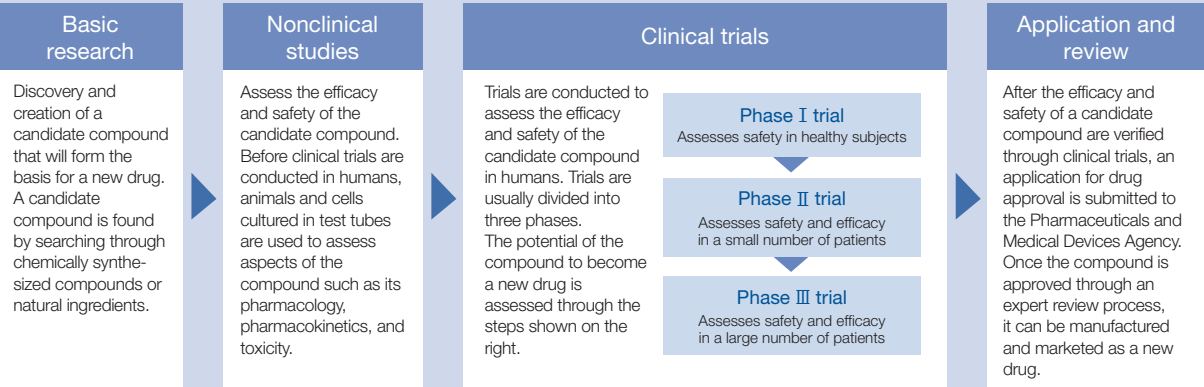 Basic
research
Discovery and
creation of a
candidate compound
that will form the
basis for a new drug.
A candidate
compound is found
by searching through
chemically synthe-
sized compounds or
natural ingredients.
Nonclinical
studies
Assess the efficacy
and safety of the
candidate compound.
Before clinical trials are
conducted in humans,
animals and cells
cultured in test tubes
are used to assess
aspects of the
compound such as its
pharmacology,
pharmacokinetics, and
toxicity.
Clinical trials
Trials are conducted to
assess the efficacy
and safety of the
candidate compound
in humans. Trials are
usually divided into
three phases.
The potential of the
compound to become
a new drug is
assessed through the
steps shown on the
right.
Phase Ⅰ trial
Assesses safety in healthy subjects
Phase Ⅱ trial
Assesses safety and efficacy
in a small number of patients
Phase Ⅲ trial
Assesses safety and efficacy
in a large number of patients
Application and
review
After the efficacy and
safety of a candidate
compound are verified
through clinical trials, an
application for drug
approval is submitted to
the Pharmaceuticals and
Medical Devices Agency.
Once the compound is
approved through an
expert review process,
it can be manufactured
and marketed as a new
drug.